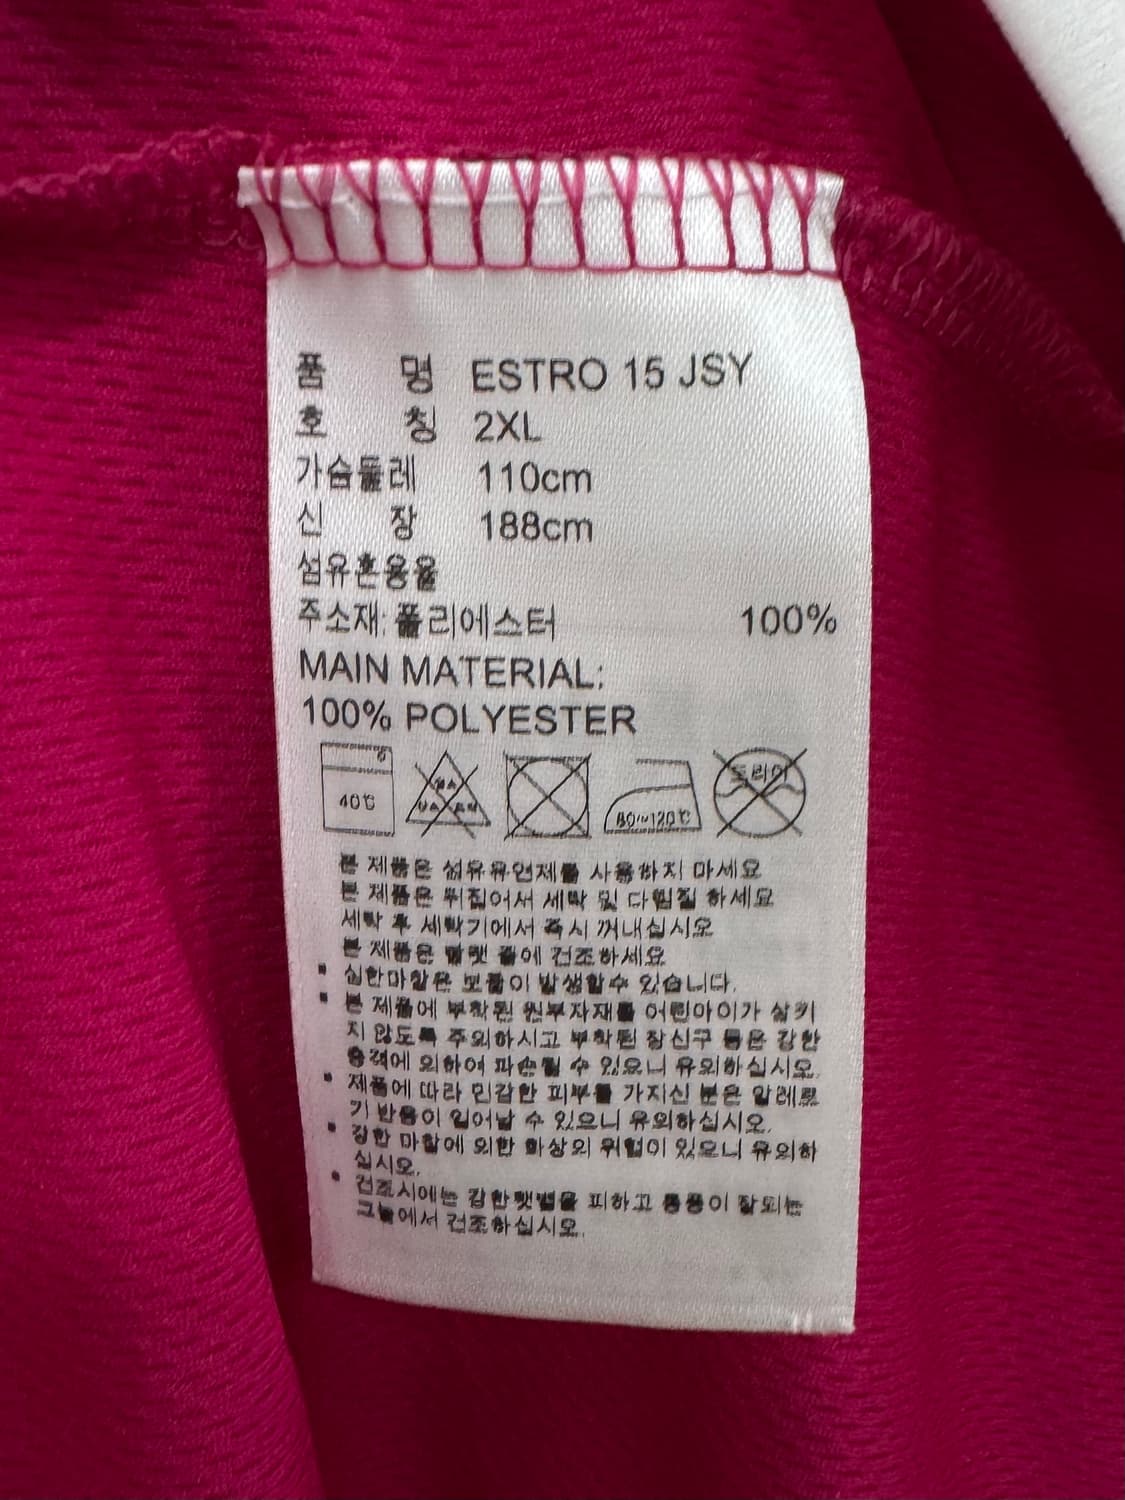 품 명 ESTRO 15 JSY
호 칭 2XL
가슴둘레 110cm
신 장 188cm
섬유혼용율
주소재: 폴리에스터 100%
MAIN MATERIAL:
100% POLYESTER
40℃ 80~120℃ 드라이
본 제품은 섬유유연제를 사용하지 마세요
본 제품은 뒤집어서 세탁 및 다림질 하세요
세탁 후 세탁기에서 즉시 꺼내십시오
본 제품은 뒤집 에 건조하세요
심한마찰은 보풀이 발생할수 있습니다.
본 제품에 부착된 원부자재를 어린아이가 삼키
지 않도록 주의하시고 부착된 장신구 등은 강한
충격에 의하여 파손될 수 있으니 유의하십시오.
제품에 따라 민감한 피부를 가지신 분은 알레르
기 반응이 일어날 수 있으니 유의하십시오.
강한 마찰에 의한 화상의 위험이 있으니 유의하
십시오.
건조시에는 강한햇볕을 피하고 통풍이 잘되는
그늘에서 건조하십시오.